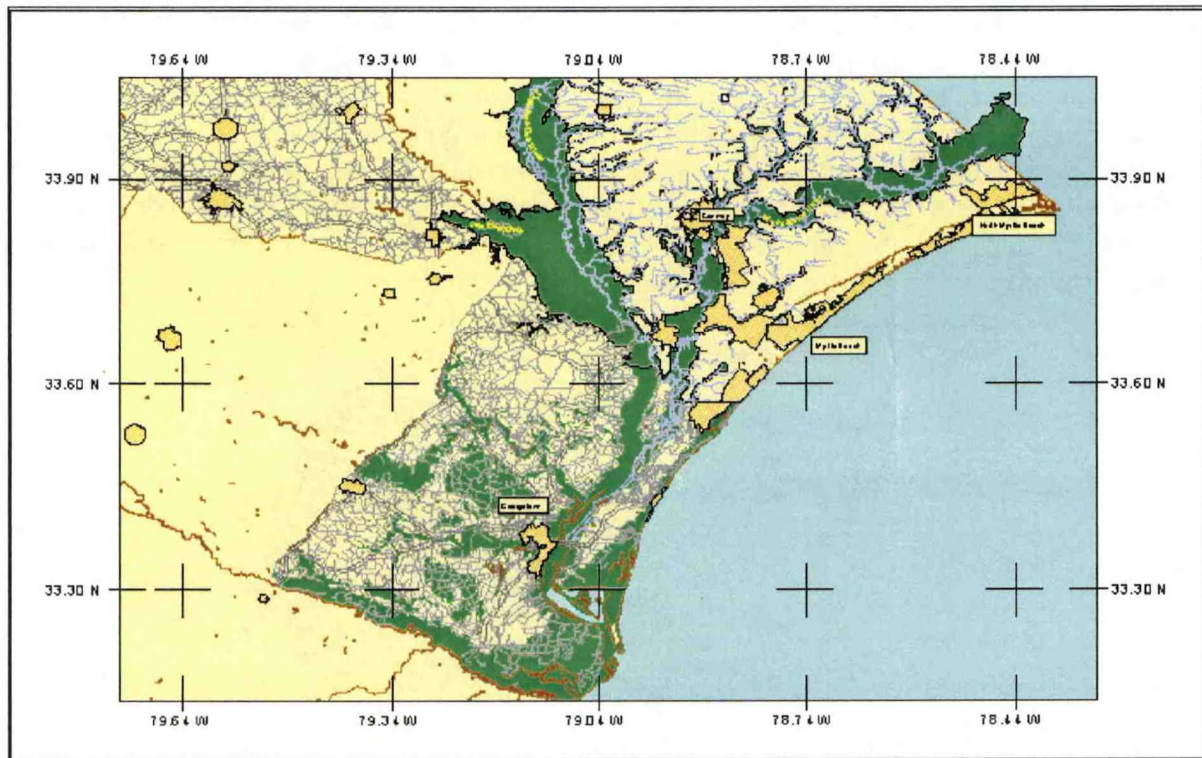 79.64 W 79.34 W 79.04 W 78.74 W 78.44 W
33.90 N 33.90 N
Conway
North Myrtle Beach
Myrtle Beach
33.60 N 33.60 N
Georgetown
33.30 N 33.30 N
79.64 W 79.34 W 79.04 W 78.74 W 78.44 W